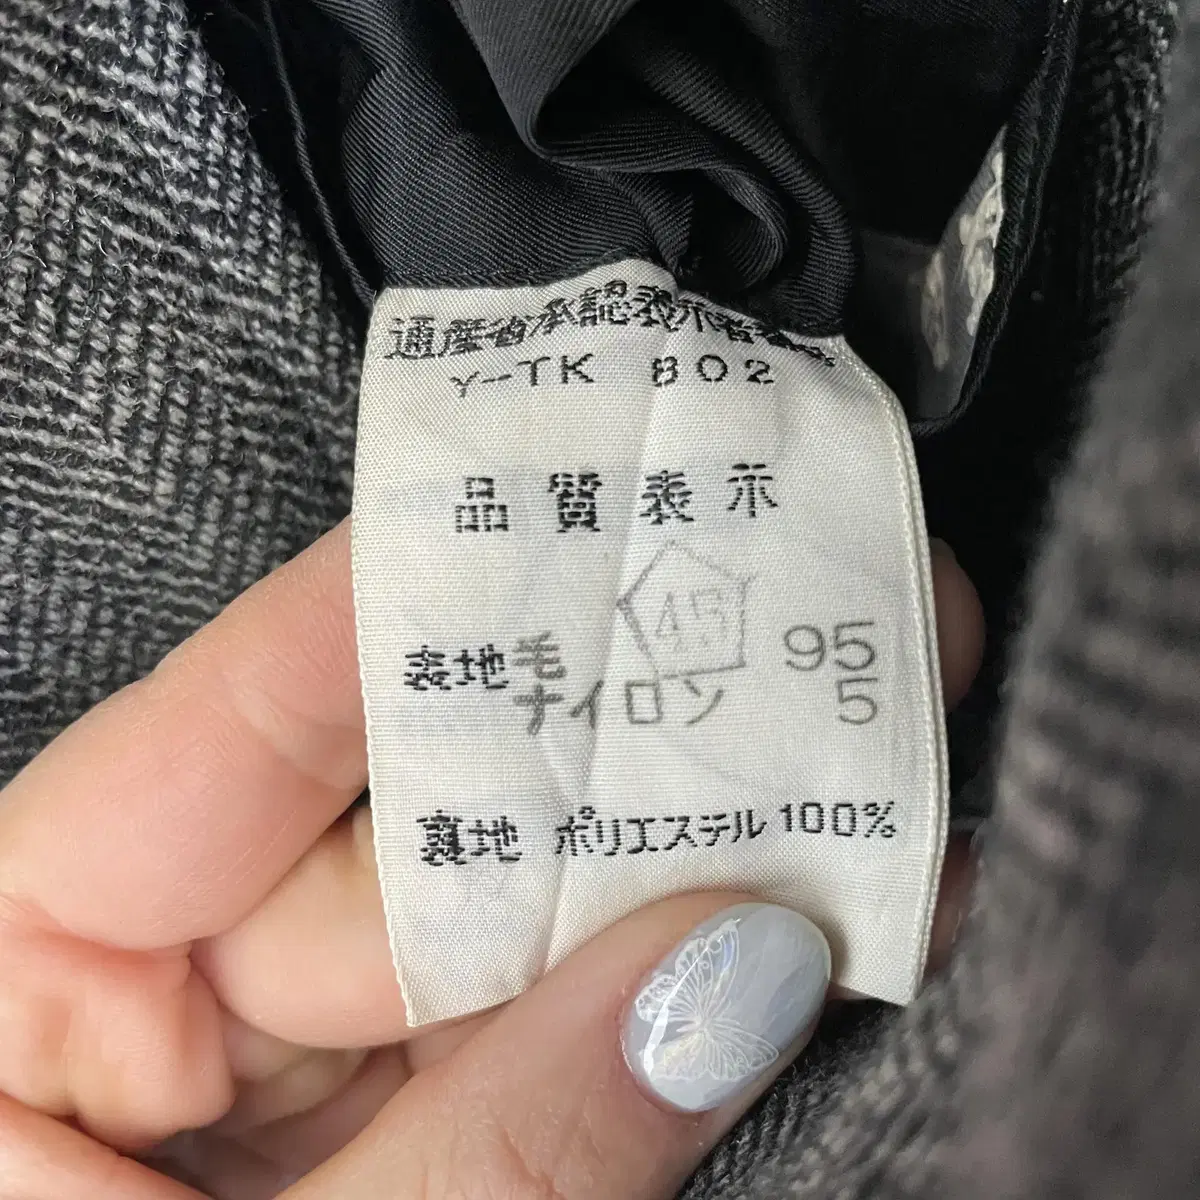 通産省承認表示者番号
Y-TK 802
品質表示
45
表地 毛 95
ナイロン 5
裏地 ポリエステル 100%